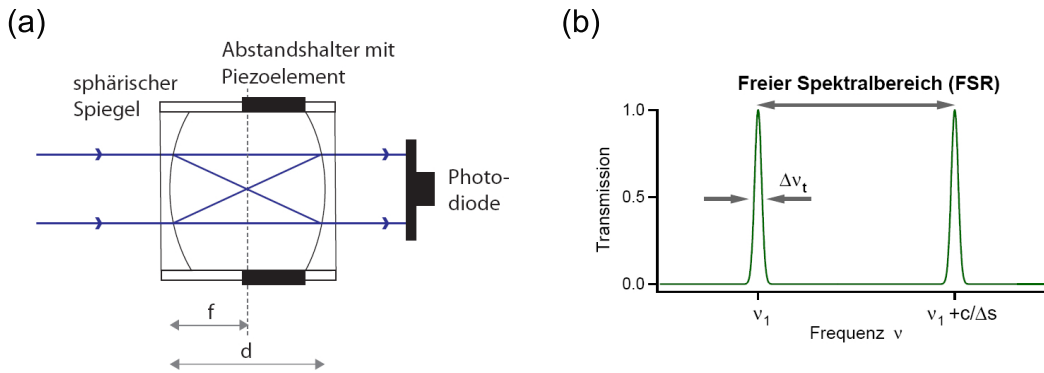 (a)
Abstandshalter mit
Piezoelement
sphärischer
Spiegel
Photo-
diode
f
d
(b)
Freier Spektralbereich (FSR)
1.0
Δνt
0.5
Transmission
0.0
ν1
ν1 +c/Δs
Frequenz ν